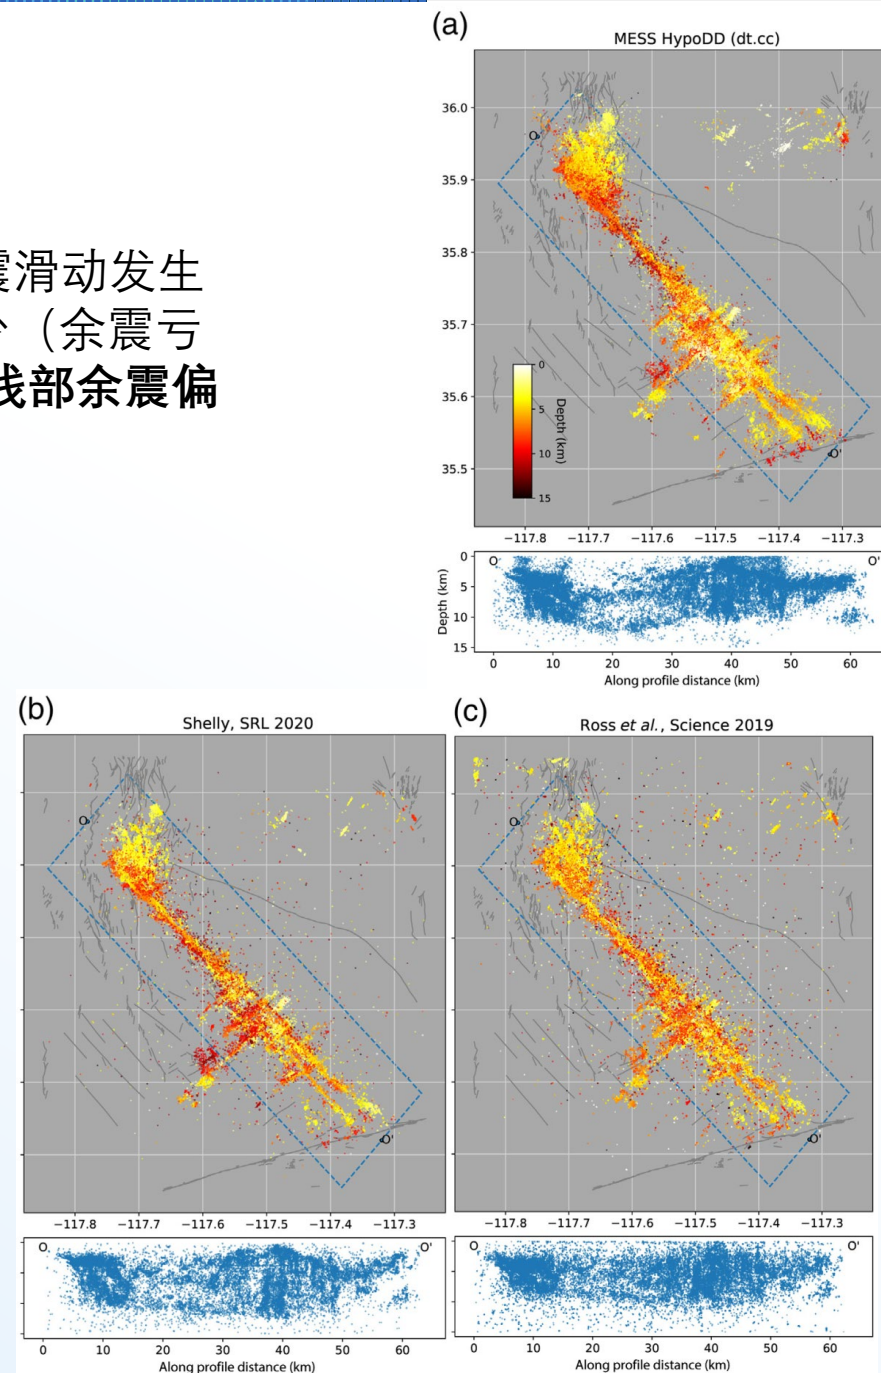 (a)
MESS HypoDD (dt.cc)
36.0
35.9
35.8
35.7
35.6
35.5
O
O'
0
5
10
15
Depth (km)
−117.8 −117.7 −117.6 −117.5 −117.4 −117.3
0
5
10
15
Depth (km)
O O'
0 10 20 30 40 50 60
Along profile distance (km)
滑动发生
（余震亏
部余震偏
(b)
Shelly, SRL 2020
O
O'
−117.8 −117.7 −117.6 −117.5 −117.4 −117.3
O O'
0 10 20 30 40 50 60
Along profile distance (km)
(c)
Ross et al., Science 2019
O
O'
−117.8 −117.7 −117.6 −117.5 −117.4 −117.3
O O'
0 10 20 30 40 50 60
Along profile distance (km)